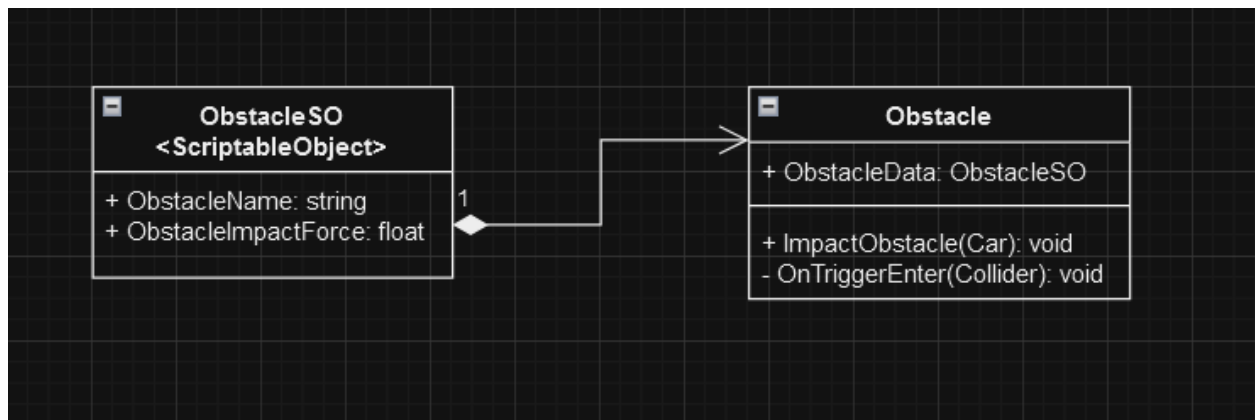 ObstacleSO
<ScriptableObject>
+ ObstacleName: string
+ ObstacleImpactForce: float
1
Obstacle
+ ObstacleData: ObstacleSO
+ ImpactObstacle(Car): void
- OnTriggerEnter(Collider): void